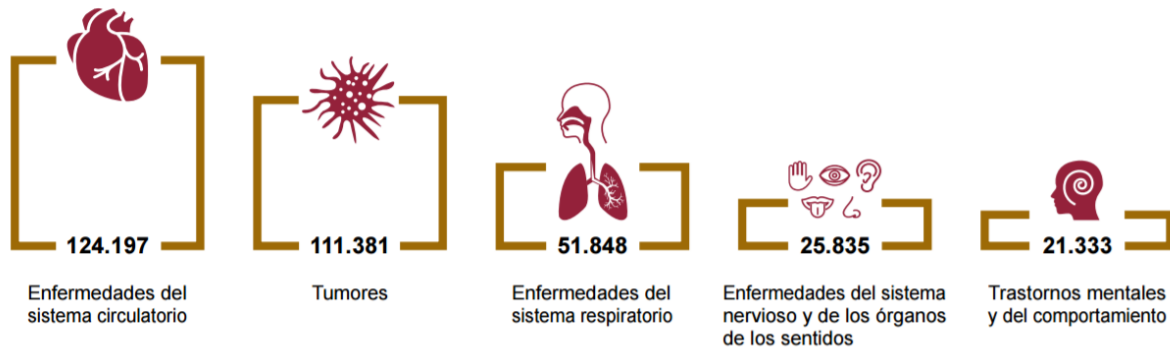 124.197
Enfermedades del
sistema circulatorio
111.381
Tumores
51.848
Enfermedades del
sistema respiratorio
25.835
Enfermedades del sistema
nervioso y de los órganos
de los sentidos
21.333
Trastornos mentales
y del comportamiento